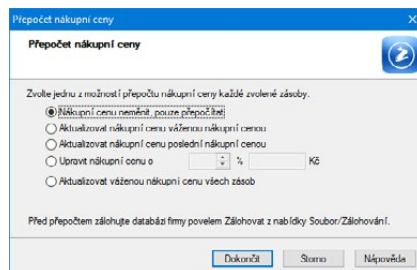 Přepočet nákupní ceny
Přepočet nákupní ceny
Zvolte jednu z možností přepočtu nákupní ceny každé zvolené zásoby.
Nákupní cenu neměnit, pouze přepočítat
Aktualizovat nákupní cenu váženou nákupní cenou
Aktualizovat nákupní cenu poslední nákupní cenou
Upravit nákupní cenu o % Kč
Aktualizovat váženou nákupní cenu všech zásob
Před přepočtem zálohujte databázi firmy povelem Zálohovat z nabídky Soubor/Zálohování.
Dokončit Storno Nápověda